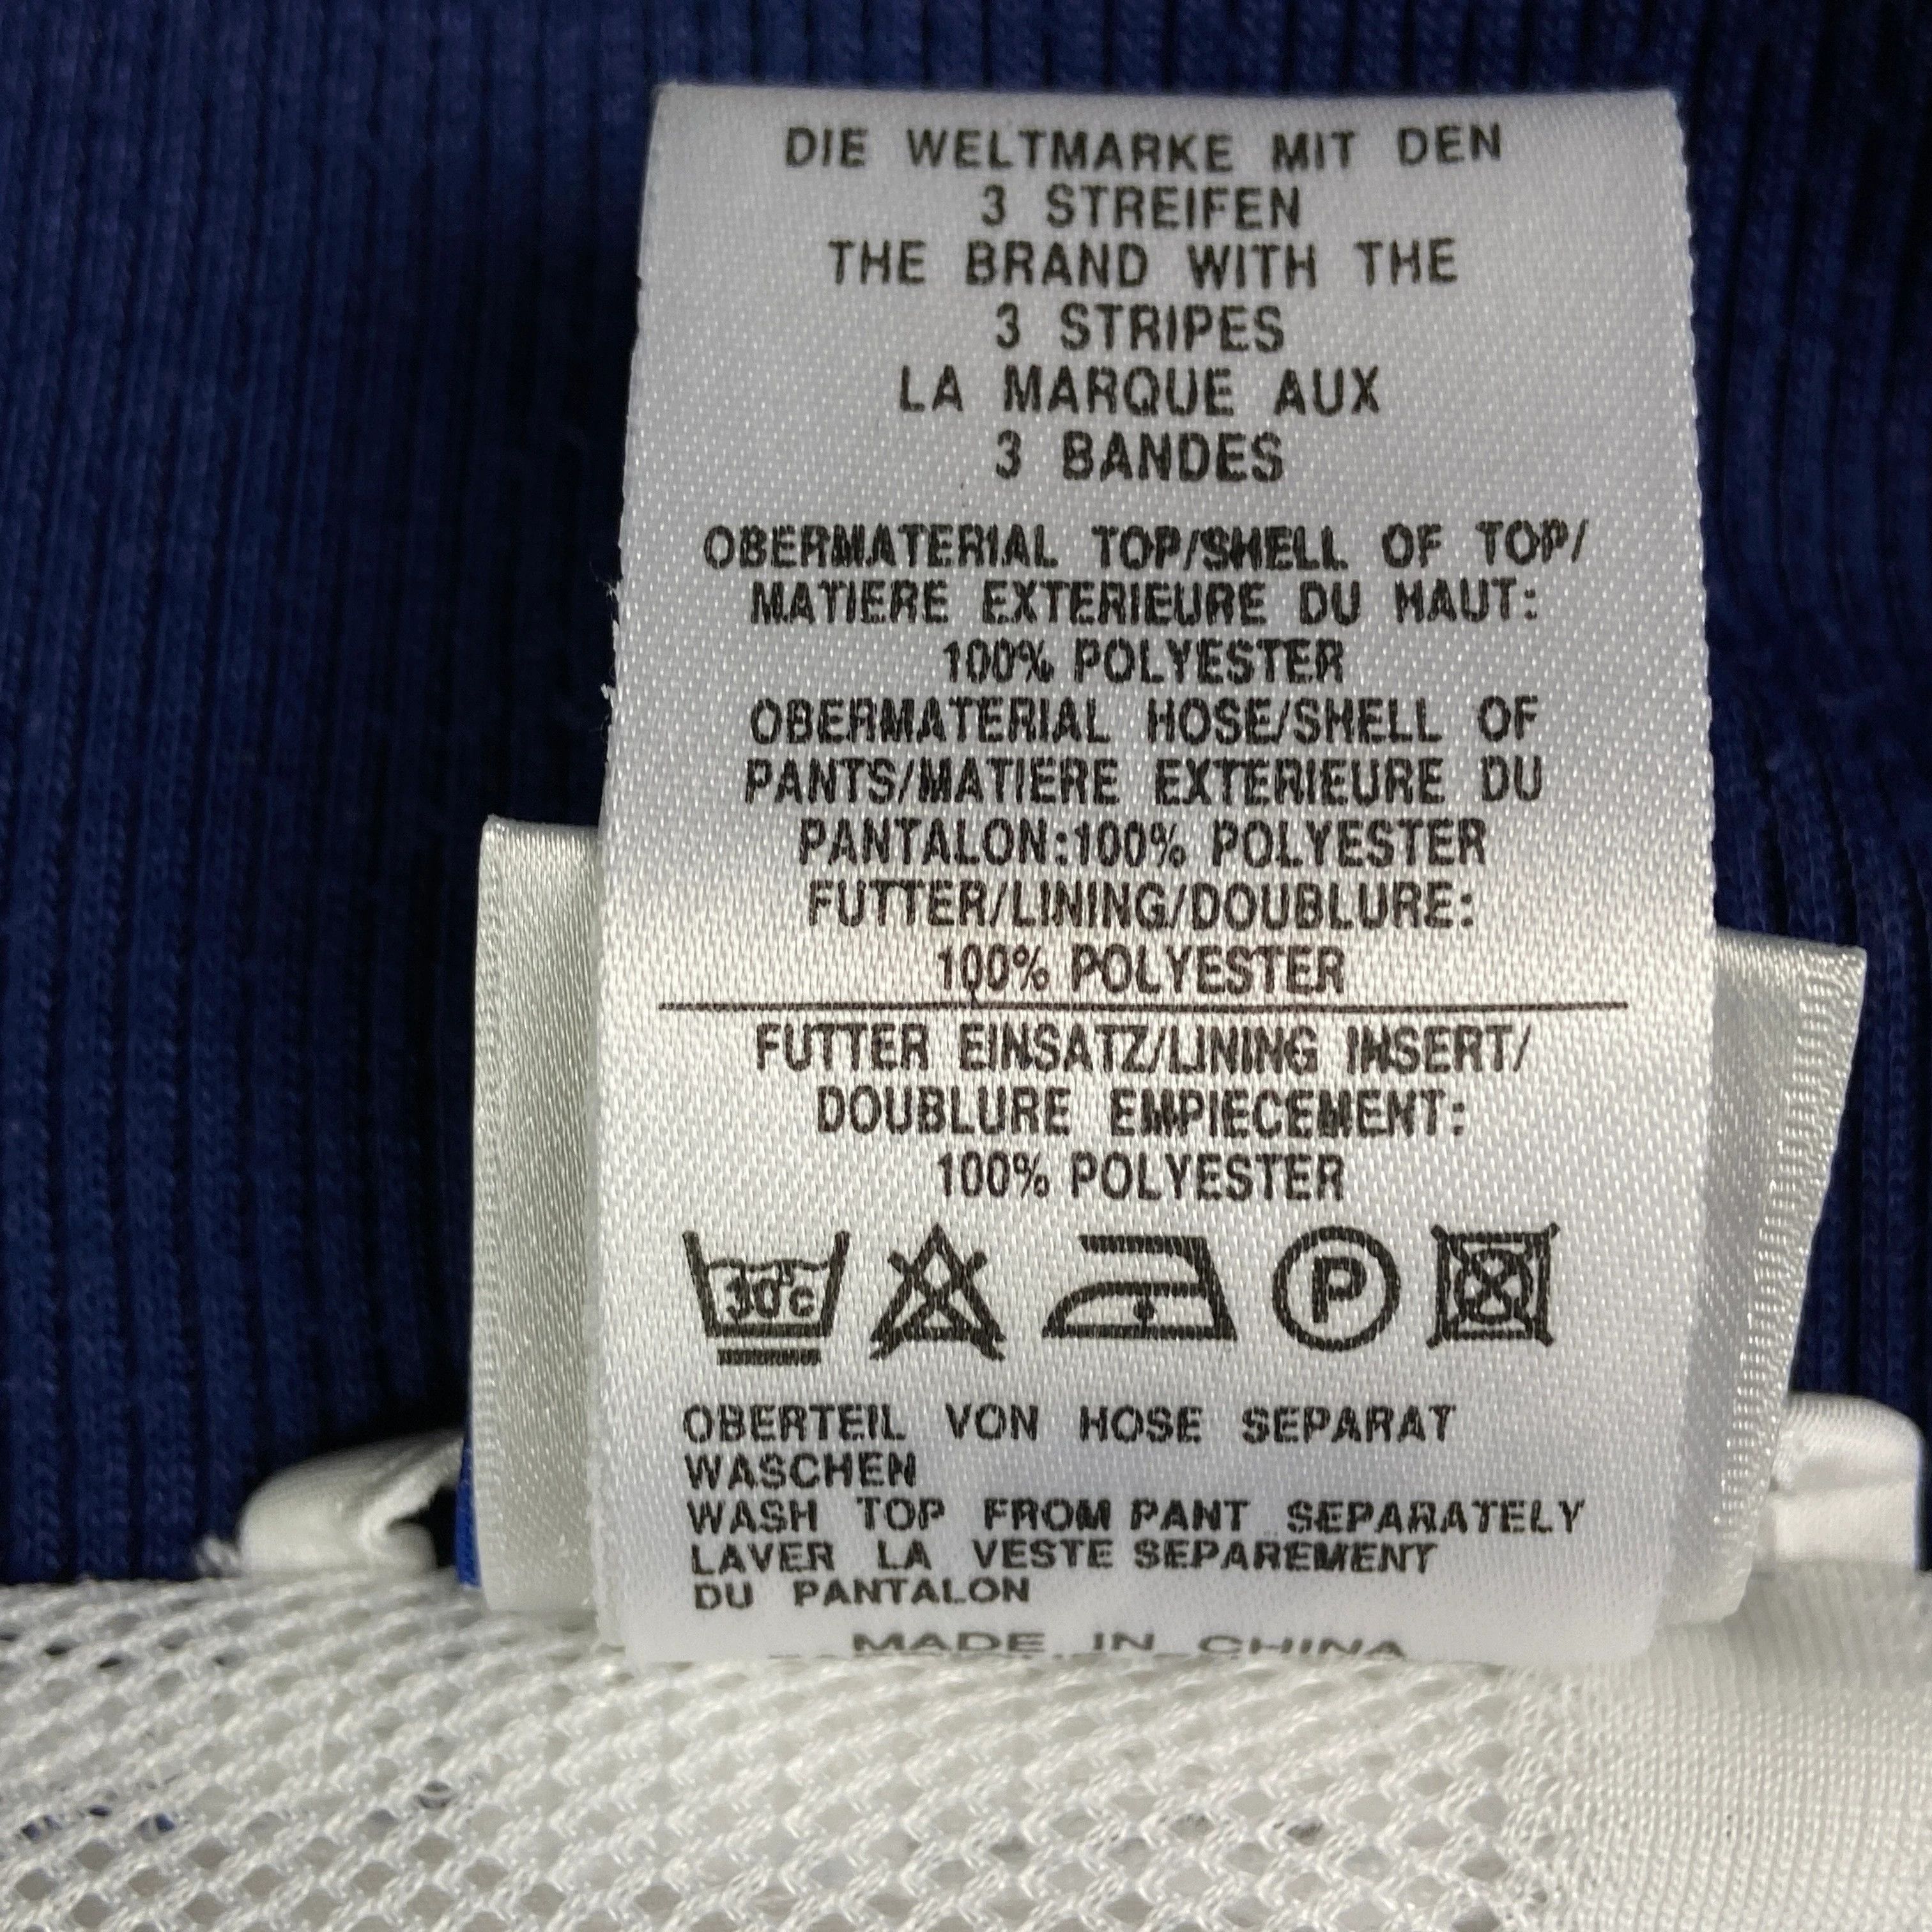 DIE WELTMARKE MIT DEN
3 STREIFEN
THE BRAND WITH THE
3 STRIPES
LA MARQUE AUX
3 BANDES
OBERMATERIAL TOP/SHELL OF TOP/
MATIERE EXTERIEURE DU HAUT:
100% POLYESTER
OBERMATERIAL HOSE/SHELL OF
PANTS/MATIERE EXTERIEURE DU
PANTALON:100% POLYESTER
FUTTER/LINING/DOUBLURE:
100% POLYESTER
FUTTER EINSATZ/LINING INSERT/
DOUBLURE EMPIECEMENT:
100% POLYESTER
30°c P
OBERTEIL VON HOSE SEPARAT
WASCHEN
WASH TOP FROM PANT SEPARATELY
LAVER LA VESTE SEPAREMENT
DU PANTALON
MADE IN CHINA